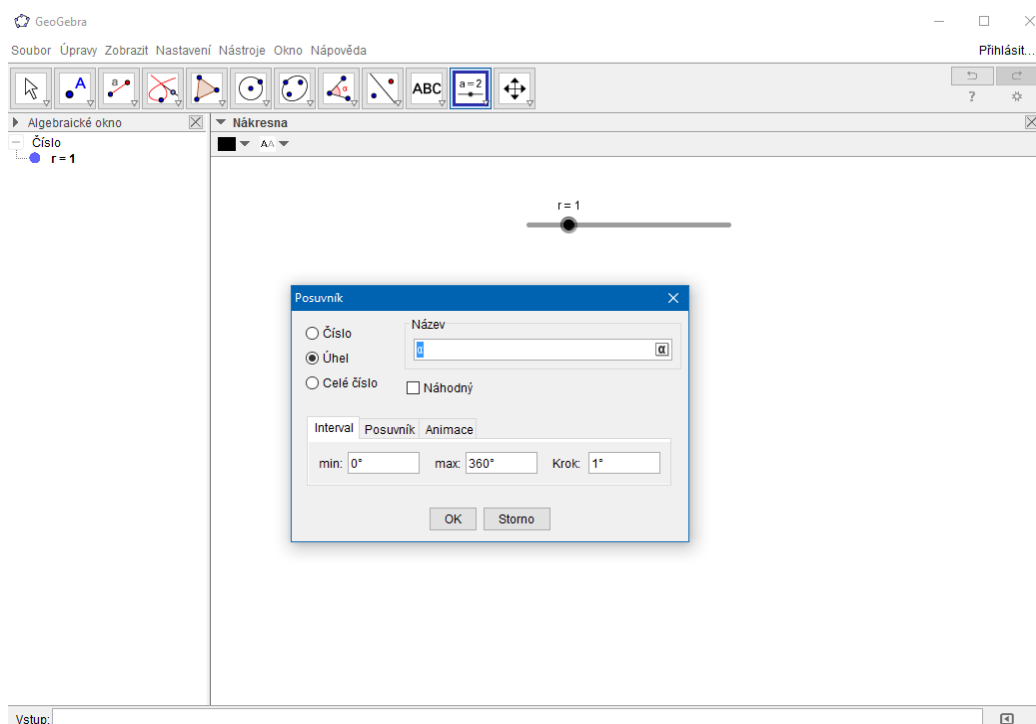 GeoGebra
Soubor Úpravy Zobrazit Nastavení Nástroje Okno Nápověda
Přihlásit...
A a ABC a=2
?
Algebraické okno
Nákresna
Číslo
AA
r = 1
r = 1
Posuvník
Číslo
Název
Úhel
α
α
Celé číslo
Náhodný
Interval Posuvník Animace
min: 0° max: 360° Krok: 1°
OK Storno
Vstup: